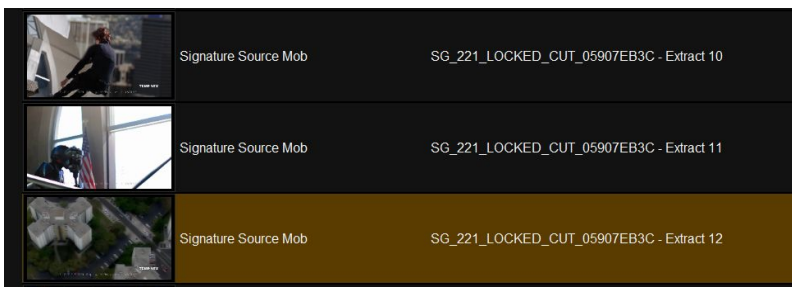 Signature Source Mob SG_221_LOCKED_CUT_05907EB3C - Extract 10
Signature Source Mob SG_221_LOCKED_CUT_05907EB3C - Extract 11
Signature Source Mob SG_221_LOCKED_CUT_05907EB3C - Extract 12